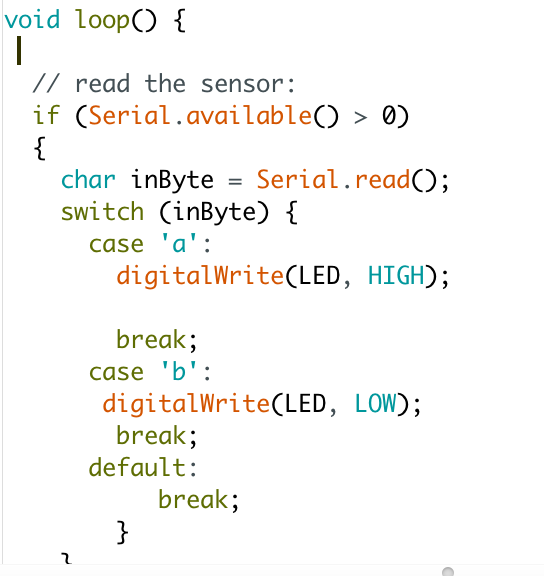 void loop() {
// read the sensor:
if (Serial.available() > 0)
{
char inByte = Serial.read();
switch (inByte) {
case 'a':
digitalWrite(LED, HIGH);
break;
case 'b':
digitalWrite(LED, LOW);
break;
default:
break;
}
}